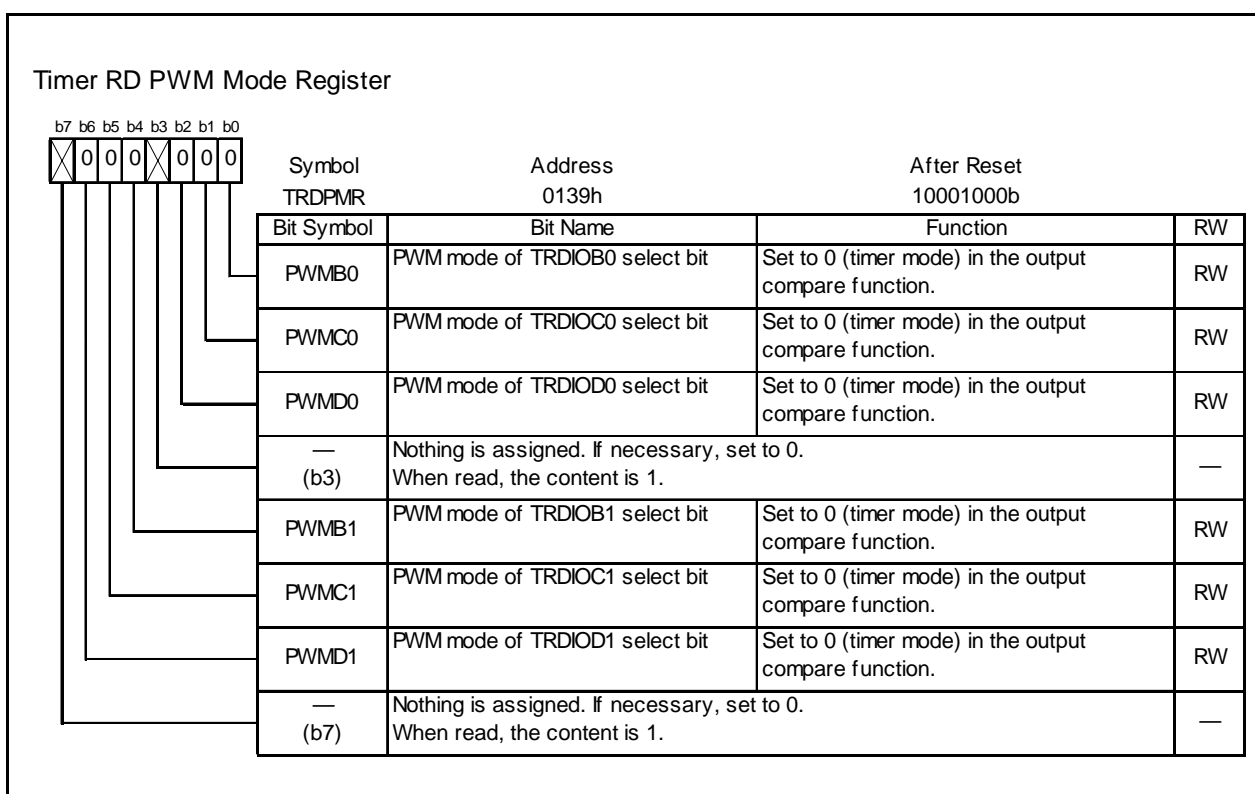 Timer RD PWM Mode Register
b7 b6 b5 b4 b3 b2 b1 b0
0 0 0 0 0 0
Symbol Address After Reset
TRDPMR 0139h 10001000b
Bit Symbol Bit Name Function RW
PWMB0 PWM mode of TRDIOB0 select bit Set to 0 (timer mode) in the output RW
compare function.
PWMC0 PWM mode of TRDIOC0 select bit Set to 0 (timer mode) in the output RW
compare function.
PWMD0 PWM mode of TRDIOD0 select bit Set to 0 (timer mode) in the output RW
compare function.
— Nothing is assigned. If necessary, set to 0. —
(b3) When read, the content is 1.
PWMB1 PWM mode of TRDIOB1 select bit Set to 0 (timer mode) in the output RW
compare function.
PWMC1 PWM mode of TRDIOC1 select bit Set to 0 (timer mode) in the output RW
compare function.
PWMD1 PWM mode of TRDIOD1 select bit Set to 0 (timer mode) in the output RW
compare function.
— Nothing is assigned. If necessary, set to 0. —
(b7) When read, the content is 1.